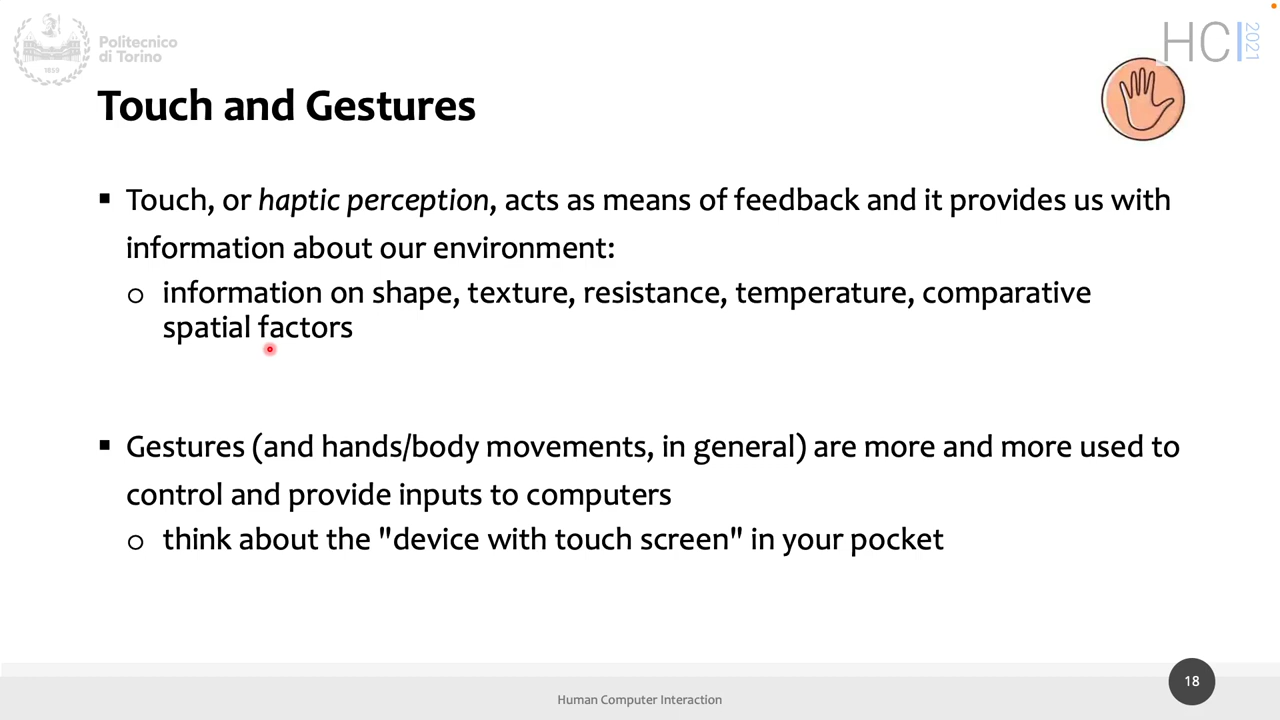 Politecnico
di Torino
1859
HCI
2021
Touch and Gestures
▪ Touch, or haptic perception, acts as means of feedback and it provides us with
information about our environment:
o information on shape, texture, resistance, temperature, comparative
spatial factors
▪ Gestures (and hands/body movements, in general) are more and more used to
control and provide inputs to computers
o think about the "device with touch screen" in your pocket
Human Computer Interaction
18